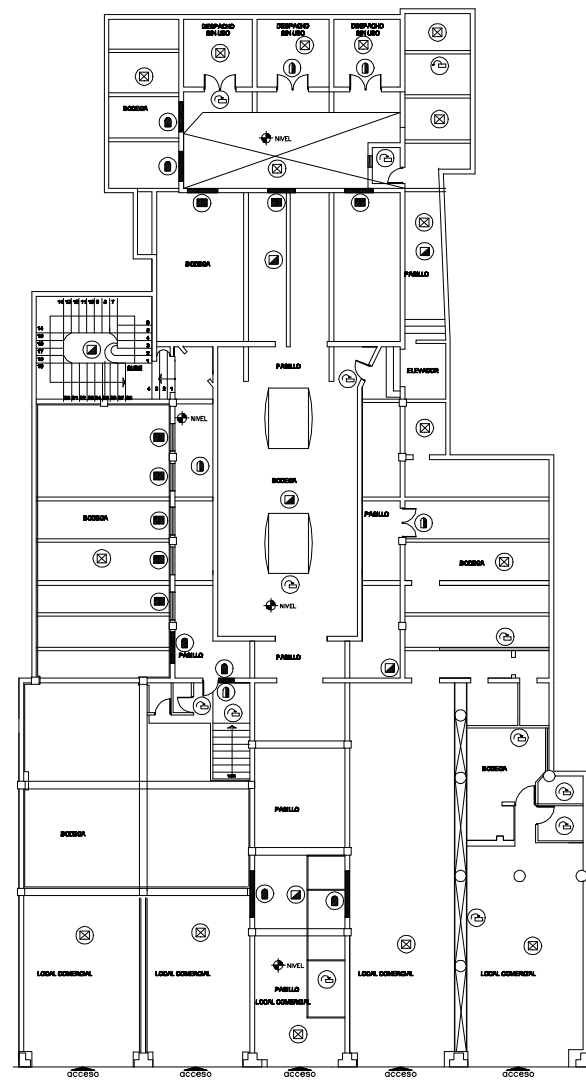 DESPACHO
SIN USO
DESPACHO
SIN USO
DESPACHO
SIN USO
BODEGA
NIVEL
BODEGA
PASILLO
SUBE
PASILLO
ELEVADOR
NIVEL
BODEGA
BODEGA
PASILLO
BODEGA
NIVEL
PASILLO
PASILLO
BODEGA
PASILLO
BODEGA
NIVEL
LOCAL COMERCIAL
LOCAL COMERCIAL
PASILLO
LOCAL COMERCIAL
LOCAL COMERCIAL
LOCAL COMERCIAL
acceso
acceso
acceso
acceso
acceso